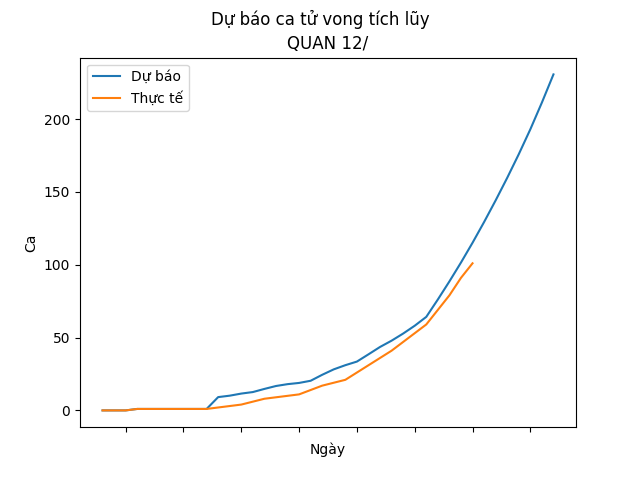 Dự báo ca tử vong tích lũy
QUAN 12/
Dự báo
Thực tế
200
150
100
50
0
Ca
Ngày